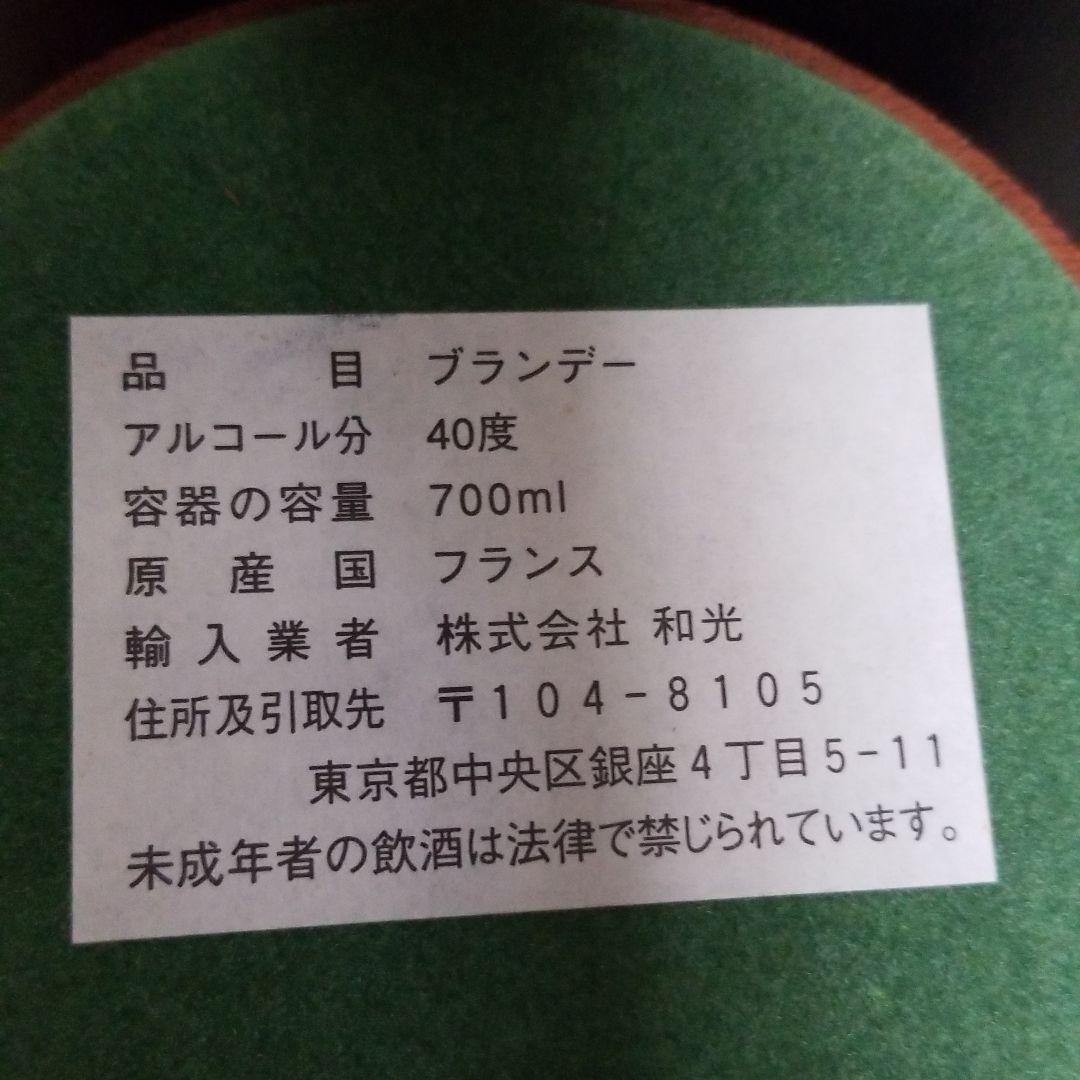 品目 ブランデー
アルコール分 40度
容器の容量 700ml
原産国 フランス
輸入業者 株式会社 和光
住所及引取先 〒104-8105
東京都中央区銀座4丁目5-11
未成年者の飲酒は法律で禁じられています。